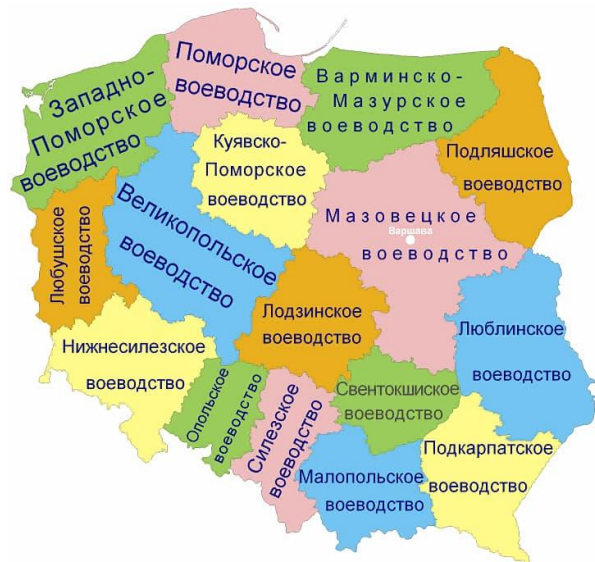 Западно-
Поморское
воеводство
Поморское
воеводство
Варминско-
Мазурское
воеводство
Куявско-
Поморское
воеводство
Подляшское
воеводство
Мазовецкое
Варшава
воеводство
Великопольское
воеводство
Любушское
воеводство
Лодзинское
воеводство
Люблинское
воеводство
Нижнесилезское
воеводство
Опольское
воеводство
Силезское
воеводство
Свентокшиское
воеводство
Малопольское
воеводство
Подкарпатское
воеводство